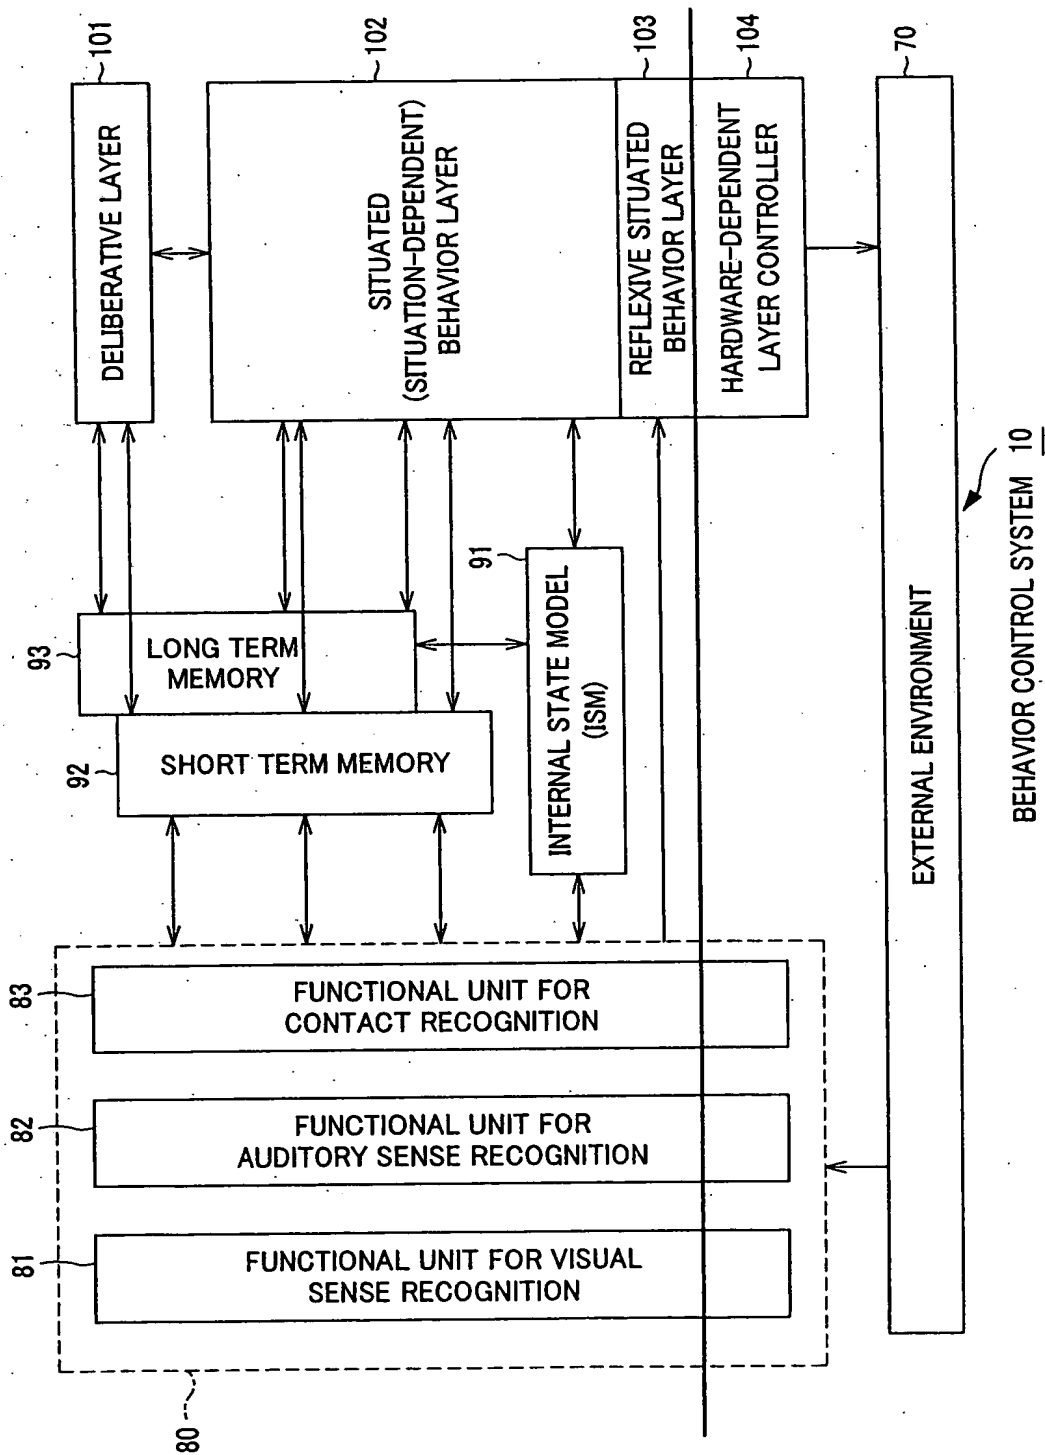 80
81
FUNCTIONAL UNIT FOR VISUAL
SENSE RECOGNITION
82
FUNCTIONAL UNIT FOR
AUDITORY SENSE RECOGNITION
83
FUNCTIONAL UNIT FOR
CONTACT RECOGNITION
92
SHORT TERM MEMORY
93
LONG TERM
MEMORY
91
INTERNAL STATE MODEL
(ISM)
101
DELIBERATIVE LAYER
102
SITUATED
(SITUATION-DEPENDENT)
BEHAVIOR LAYER
103
REFLEXIVE SITUATED
BEHAVIOR LAYER
104
HARDWARE-DEPENDENT
LAYER CONTROLLER
70
EXTERNAL ENVIRONMENT
BEHAVIOR CONTROL SYSTEM 10